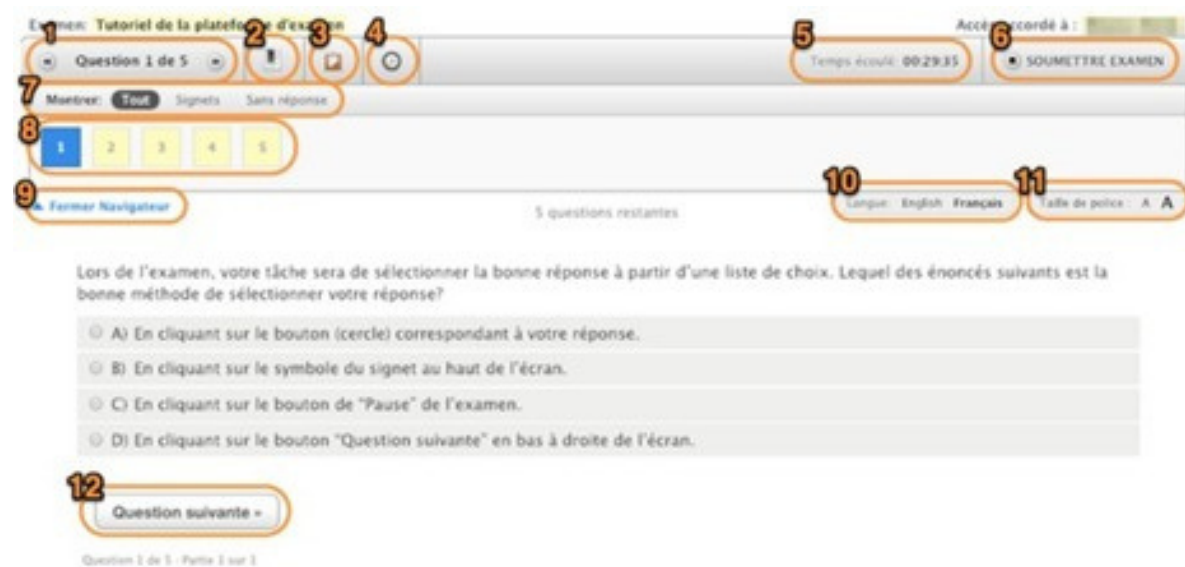 Examen: Tutoriel de la plateforme d'examen
Accès accordé à :
1
2
3
4
5
6
Question 1 de 5
Temps écoulé: 00:29:35
SOUMETTRE EXAMEN
7
Montrer: Tout Signets Sans réponse
8
1 2 3 4 5
9
10
11
Fermer Navigateur
5 questions restantes
Langue: English Français
Taille de police : A A
Lors de l'examen, votre tâche sera de sélectionner la bonne réponse à partir d'une liste de choix. Lequel des énoncés suivants est la
bonne méthode de sélectionner votre réponse?
A) En cliquant sur le bouton (cercle) correspondant à votre réponse.
B) En cliquant sur le symbole du signet au haut de l'écran.
C) En cliquant sur le bouton de "Pause" de l'examen.
D) En cliquant sur le bouton "Question suivante" en bas à droite de l'écran.
12
Question suivante »
Question 1 de 5 - Partie 1 sur 1